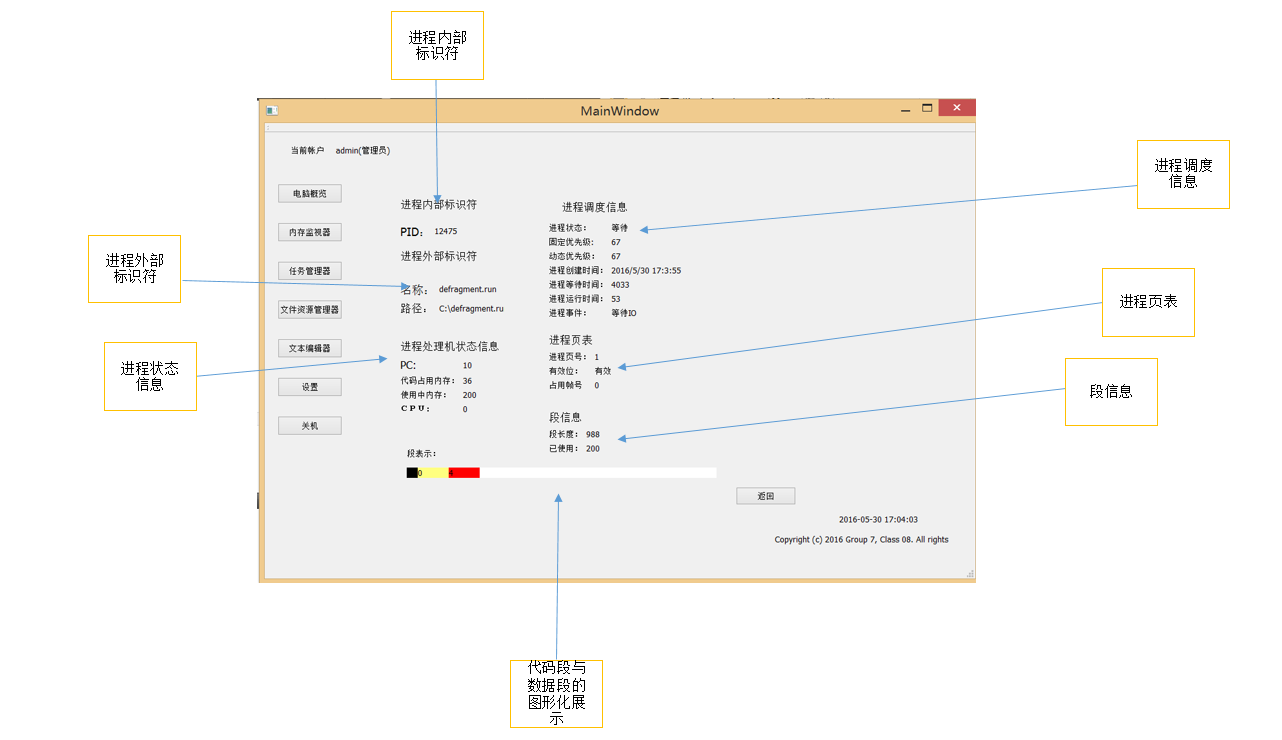 进程内部
标识符
MainWindow
当前帐户 admin(管理员)
进程调度
信息
电脑概览
进程内部标识符
进程调度信息
内存监视器
PID： 12475
进程状态： 等待
固定优先级： 67
进程外部
标识符
进程外部标识符
动态优先级： 67
任务管理器
进程创建时间： 2016/5/30 17:3:55
名称： defragment.run
进程等待时间： 4033
进程页表
文件资源管理器
路径： C:\defragment.ru
进程运行时间： 53
进程事件： 等待IO
进程状态
信息
文本编辑器
进程处理机状态信息
进程页表
PC: 10
进程页号： 1
代码占用内存： 36
有效位： 有效
设置
使用中内存： 200
占用帧号 0
段信息
CPU： 0
关机
段信息
段长度： 988
已使用： 200
段表示：
0
返回
2016-05-30 17:04:03
Copyright (c) 2016 Group 7, Class 08. All rights
代码段与
数据段的
图形化展
示